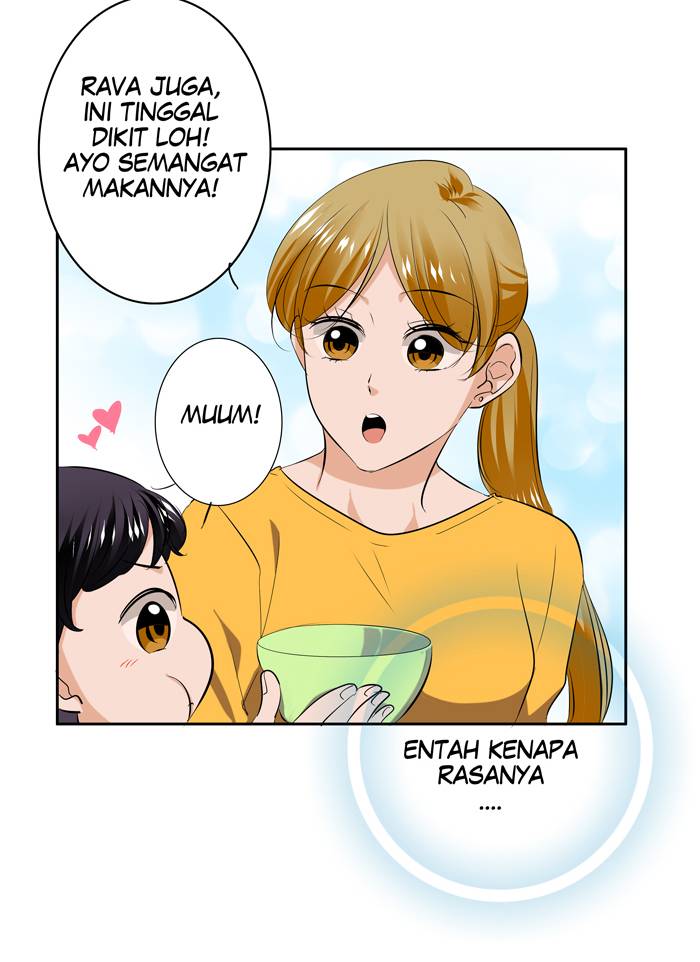 RAVA JUGA,
INI TINGGAL
DIKIT LOH!
AYO SEMANGAT
MAKANNYA!
MUUM!
ENTAH KENAPA
RASANYA
....